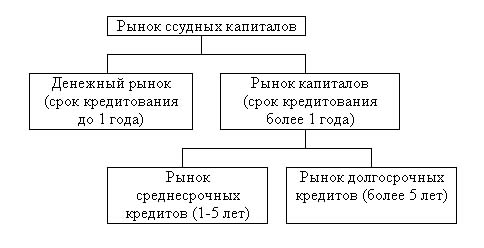 Рынок ссудных капиталов
Денежный рынок
(срок кредитования
до 1 года)
Рынок капиталов
(срок кредитования
более 1 года)
Рынок
среднесрочных
кредитов (1-5 лет)
Рынок долгосрочных
кредитов (более 5 лет)